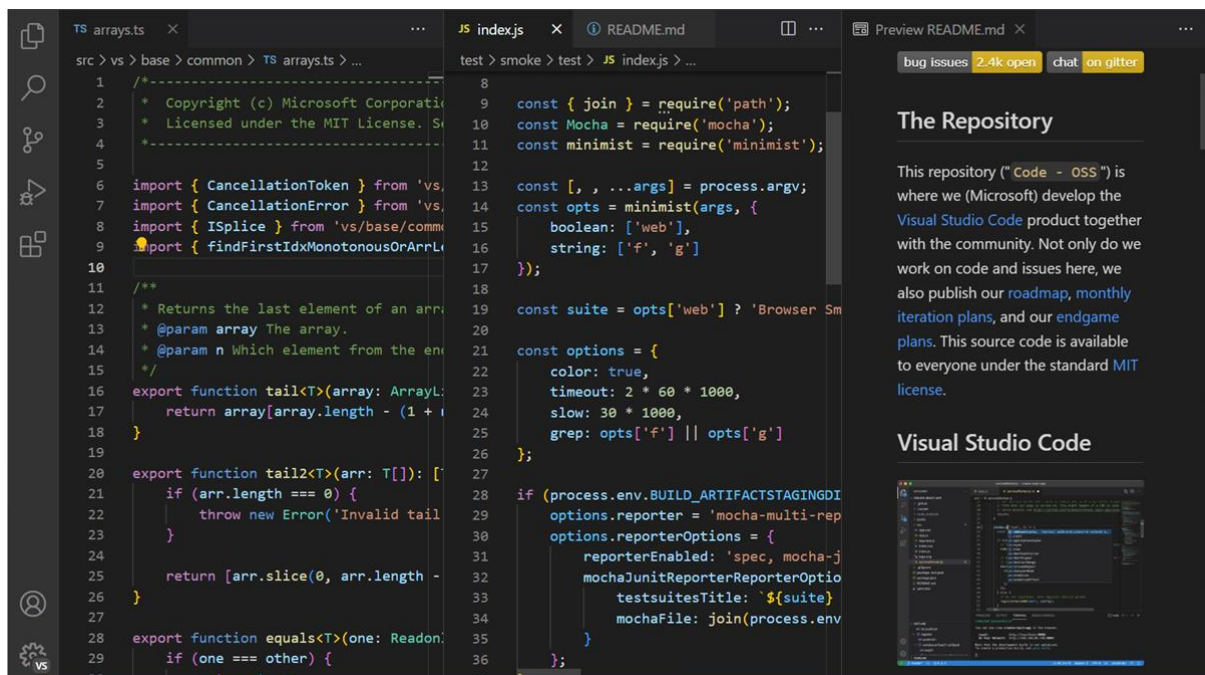 TS arrays.ts
src > vs > base > common > TS arrays.ts > ...
1 /*---
2 * Copyright (c) Microsoft
3 * Licensed under the MIT License.
4 *---
5
6 import { CancellationToken } from 'vs/
7 import { CancellationError } from 'vs/
8 import { ISplice } from 'vs/base/
9 import { 
10
11 /**
12 * Returns the last element of an
13 * @param array The array.
14 * @param n Which element from the
15 */
16 export function tail<T>(array:
17 return array[array.length - (1 +
18 }
19
20 export function tail2<T>(arr: T[]):
21 if (arr.length === 0) {
22 throw new Error('Invalid tail
23 }
24
25 return [arr.slice(0, arr.length -
26 }
27
28 export function equals<T>(one:
29 if (one === other) {
VS
JS index.js
README.md
test > smoke > test > JS index.js > ...
8
9 const { join } = require('path');
10 const Mocha = require('mocha');
11 const minimist = require('minimist');
12
13 const [, , ...args] = process.argv;
14 const opts = minimist(args, {
15 boolean: ['web'],
16 string: ['f', 'g']
17 });
18
19 const suite = opts['web'] ? 'Browser
20
21 const options = {
22 color: true,
23 timeout: 2 * 60 * 1000,
24 slow: 30 * 1000,
25 grep: opts['f'] || opts['g']
26 };
27
28 if (process.env.BUILD_ARTIFACTSTAGINGDI
29 options.reporter = 'mocha-multi-rep
30 options.reporterOptions = {
31 reporterEnabled: 'spec, mocha-j
32 mochaJunitReporterReporterOptio
33 testsuitesTitle: `${suite}
34 mochaFile: join(process.env
35 }
36 };
Preview README.md
bug issues 2.4k open chat on gitter
The Repository
This repository ("Code - OSS") is
where we (Microsoft) develop the
Visual Studio Code product together
with the community. Not only do we
work on code and issues here, we
also publish our roadmap, monthly
iteration plans, and our endgame
plans. This source code is available
to everyone under the standard MIT
license.
Visual Studio Code